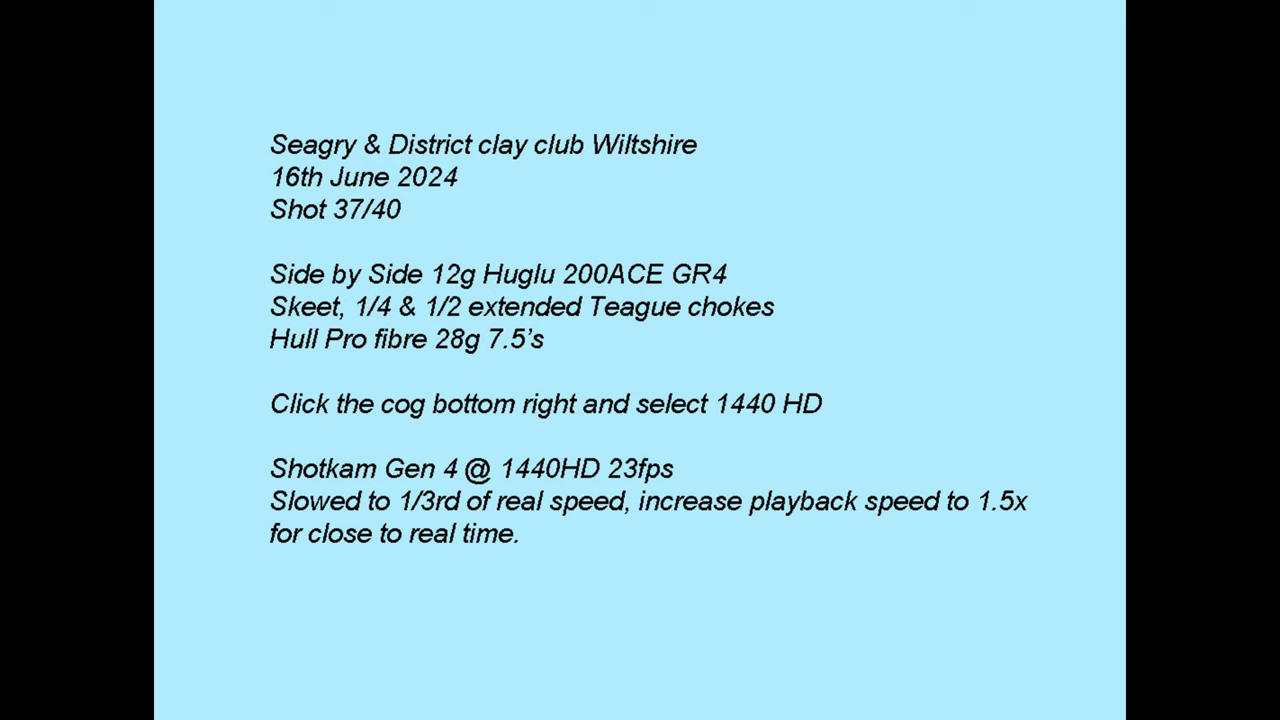 Seagry & District clay club Wiltshire
16th June 2024
Shot 37/40
Side by Side 12g Huglu 200ACE GR4
Skeet, 1/4 & 1/2 extended Teague chokes
Hull Pro fibre 28g 7.5’s
Click the cog bottom right and select 1440 HD
Shotkam Gen 4 @ 1440HD 23fps
Slowed to 1/3rd of real speed, increase playback speed to 1.5x
for close to real time.